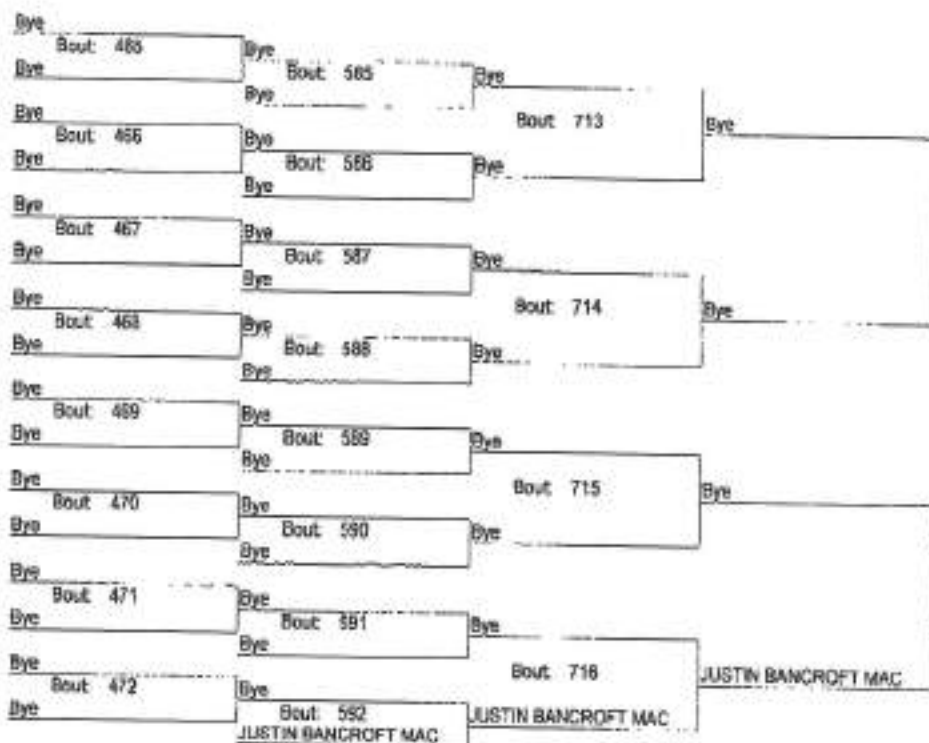 Bye
Bout: 465
Bye
Bye
Bout: 466
Bye
Bye
Bout: 467
Bye
Bye
Bout: 468
Bye
Bye
Bout: 469
Bye
Bye
Bout: 470
Bye
Bye
Bout: 471
Bye
Bye
Bout: 472
Bye
Bye
Bout: 585
Bye
Bye
Bout: 586
Bye
Bye
Bout: 587
Bye
Bye
Bout: 588
Bye
Bye
Bout: 589
Bye
Bye
Bout: 590
Bye
Bye
Bout: 591
Bye
Bye
Bout: 592
JUSTIN BANCROFT MAC
Bye
Bout: 713
Bye
Bye
Bout: 714
Bye
Bye
Bout: 715
Bye
Bye
Bout: 716
JUSTIN BANCROFT MAC
Bye
Bye
Bye
JUSTIN BANCROFT MAC